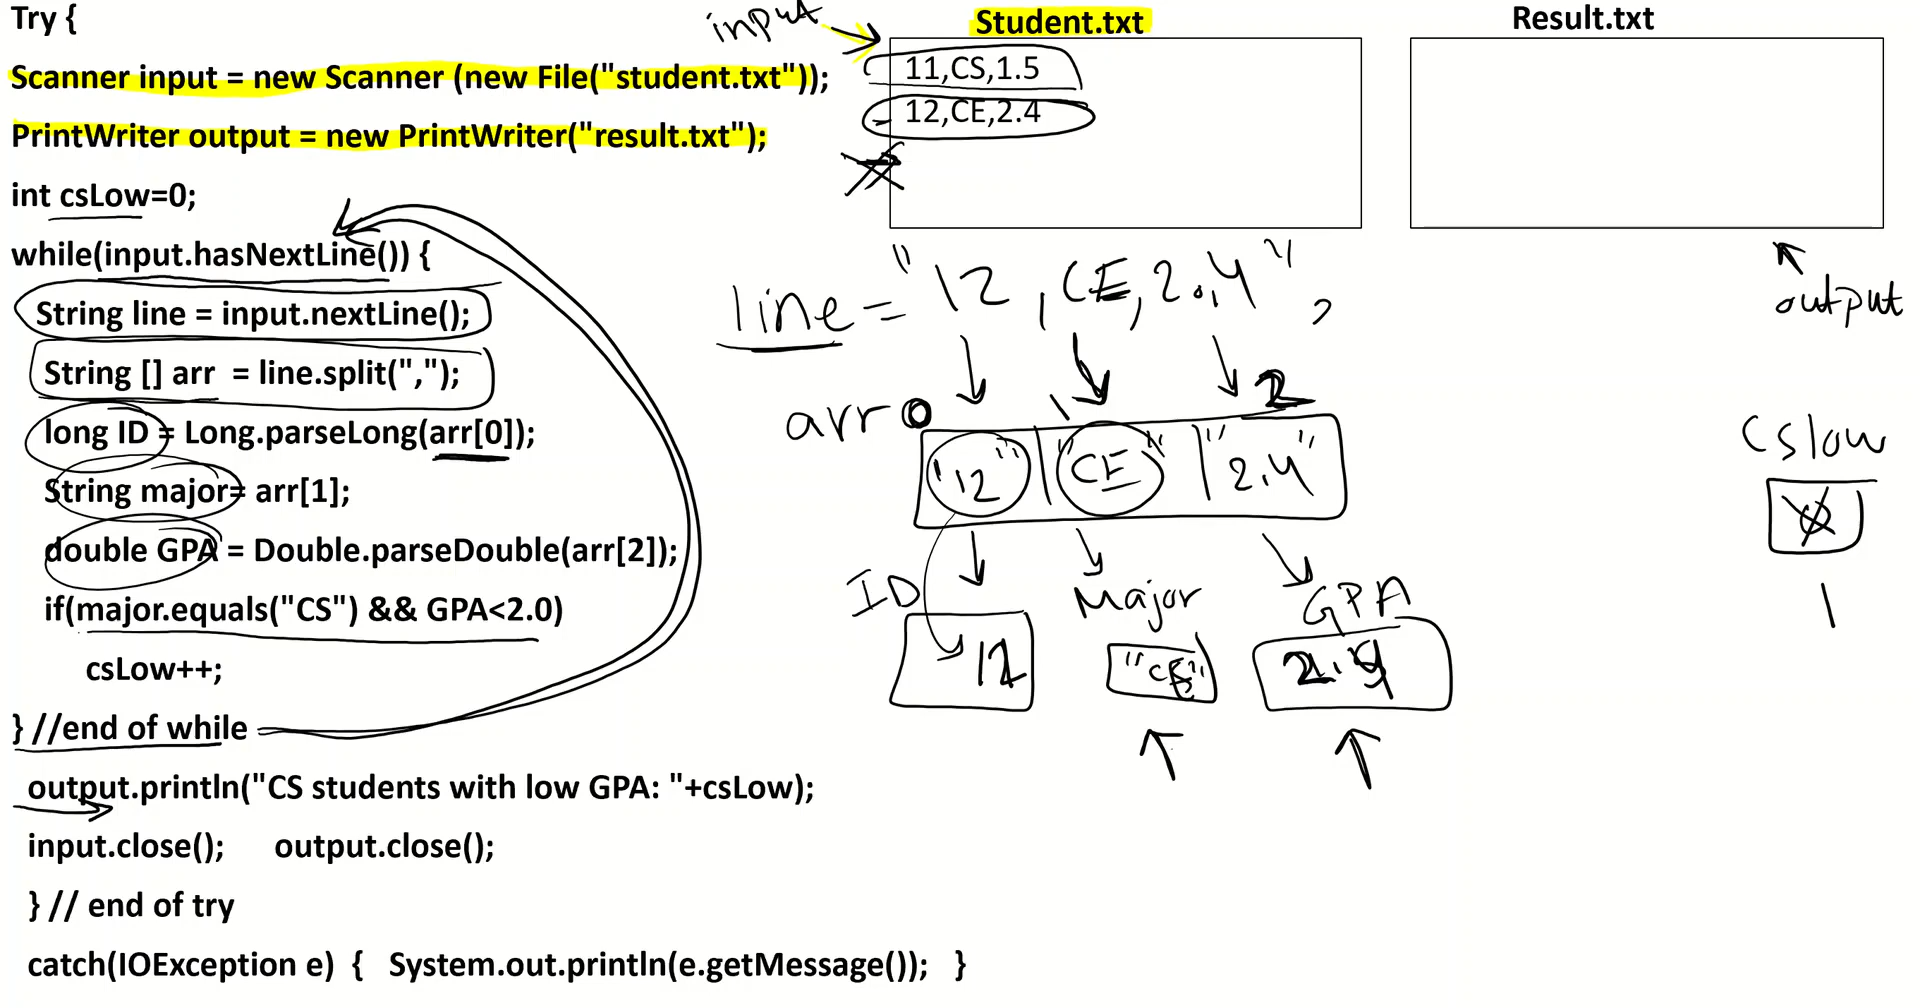 Try {
Scanner input = new Scanner (new File("student.txt"));
PrintWriter output = new PrintWriter("result.txt");
int csLow=0;
while(input.hasNextLine()) {
String line = input.nextLine();
String [] arr = line.split(",");
long ID = Long.parseLong(arr[0]);
String major= arr[1];
double GPA = Double.parseDouble(arr[2]);
if(major.equals("CS") && GPA<2.0)
csLow++;
} //end of while
output.println("CS students with low GPA: "+csLow);
input.close(); output.close();
} // end of try
catch(IOException e) { System.out.println(e.getMessage()); }
input
Student.txt
11,CS,1.5
12,CE,2.4
Result.txt
output
line = "12, CE, 2.4",
arr 0 1 2
"12" "CE" "2.4"
ID Major GPA
12 "CE" 2.4
Cslow
0
1